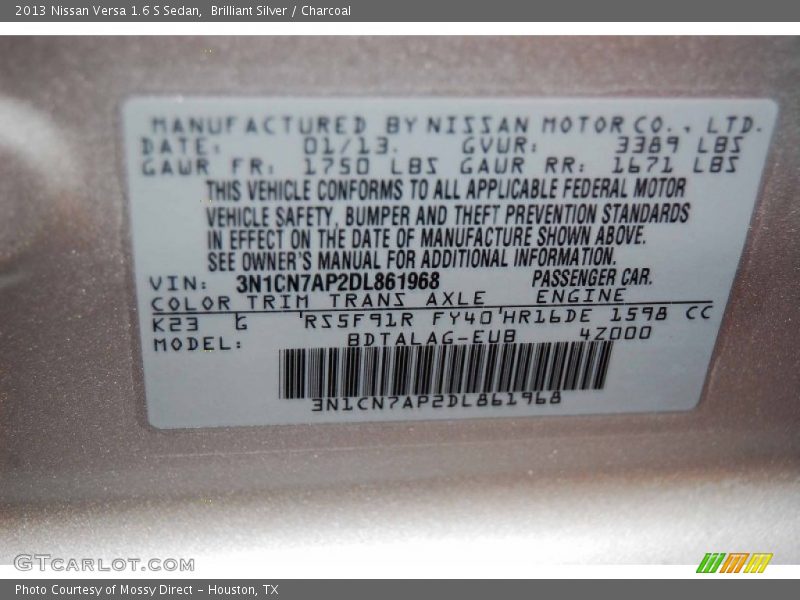 2013 Nissan Versa 1.6 S Sedan,  Brilliant Silver / Charcoal
MANUFACTURED BY NISSAN MOTOR CO., LTD.
DATE: 01/13. GVWR: 3389 LBS
GAWR FR: 1750 LBS GAWR RR: 1671 LBS
THIS VEHICLE CONFORMS TO ALL APPLICABLE FEDERAL MOTOR
VEHICLE SAFETY, BUMPER AND THEFT PREVENTION STANDARDS
IN EFFECT ON THE DATE OF MANUFACTURE SHOWN ABOVE.
SEE OWNER'S MANUAL FOR ADDITIONAL INFORMATION.
VIN: 3N1CN7AP2DL861968 PASSENGER CAR.
COLOR TRIM TRANS AXLE ENGINE
K23 G RS5F91R FY40 HR16DE 1598 CC
MODEL: BDTALAG-EUB 4Z000
3N1CN7AP2DL861968
GTCARLOT.COM
Photo Courtesy of Mossy Direct – Houston, TX